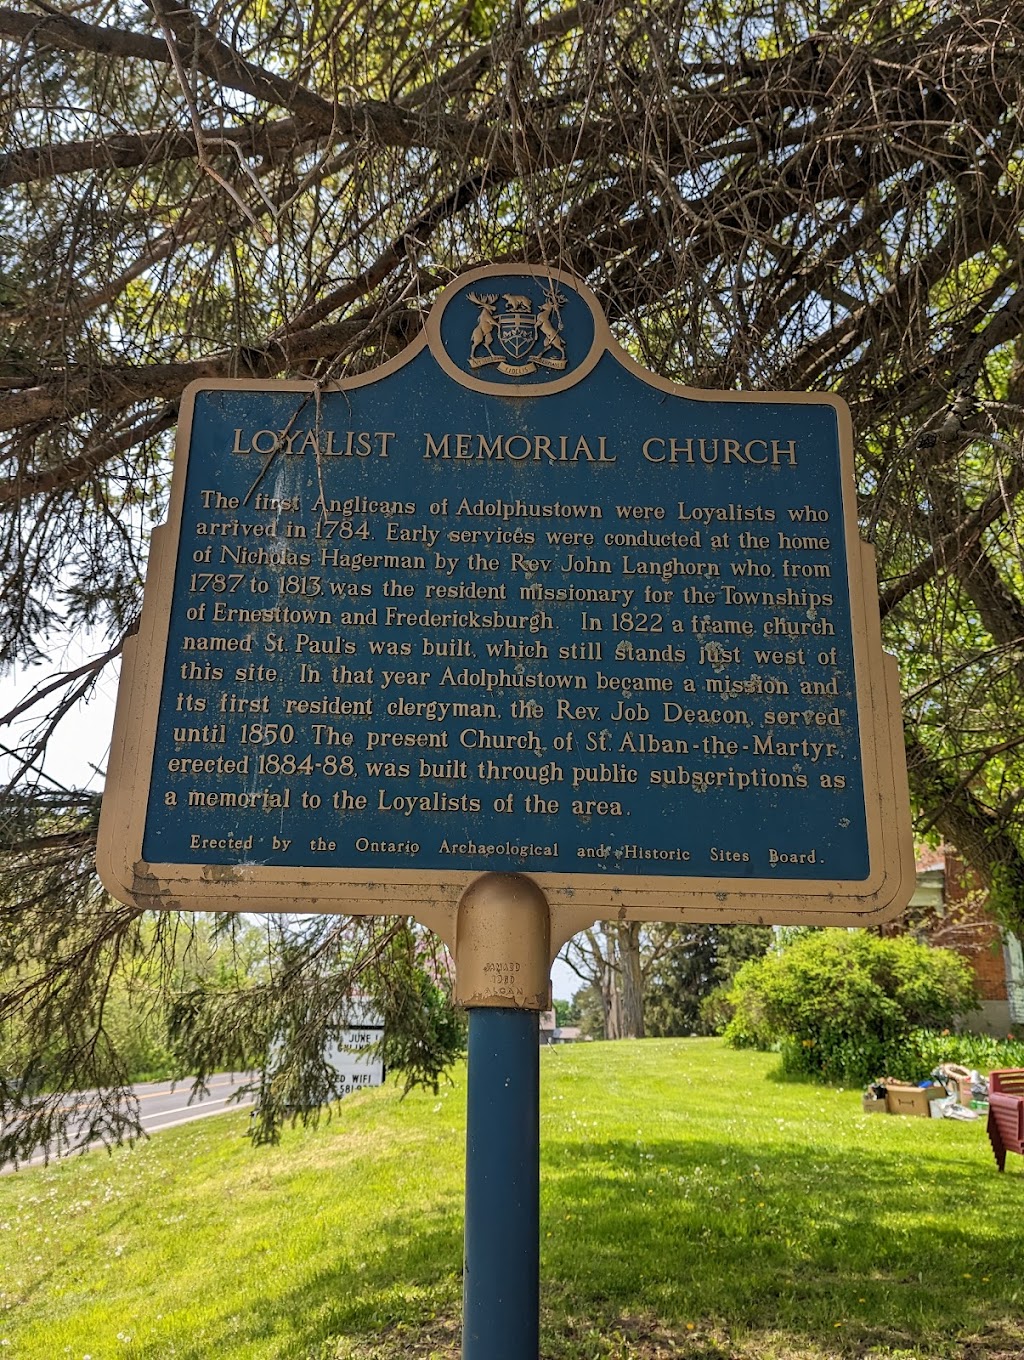 FIDELIS
LOYALIST MEMORIAL CHURCH
The first Anglicans of Adolphustown were Loyalists who
arrived in 1784. Early services were conducted at the home
of Nicholas Hagerman by the Rev. John Langhorn who, from
1787 to 1813, was the resident missionary for the Townships
of Ernesttown and Fredericksburgh. In 1822 a frame church
named St. Paul's was built, which still stands just west of
this site. In that year Adolphustown became a mission and
its first resident clergyman, the Rev. Job Deacon, served
until 1850. The present Church of St. Alban-the-Martyr,
erected 1884-88, was built through public subscriptions as
a memorial to the Loyalists of the area.
Erected by the Ontario Archaeological and Historic Sites Board.
JUNE
WIFI